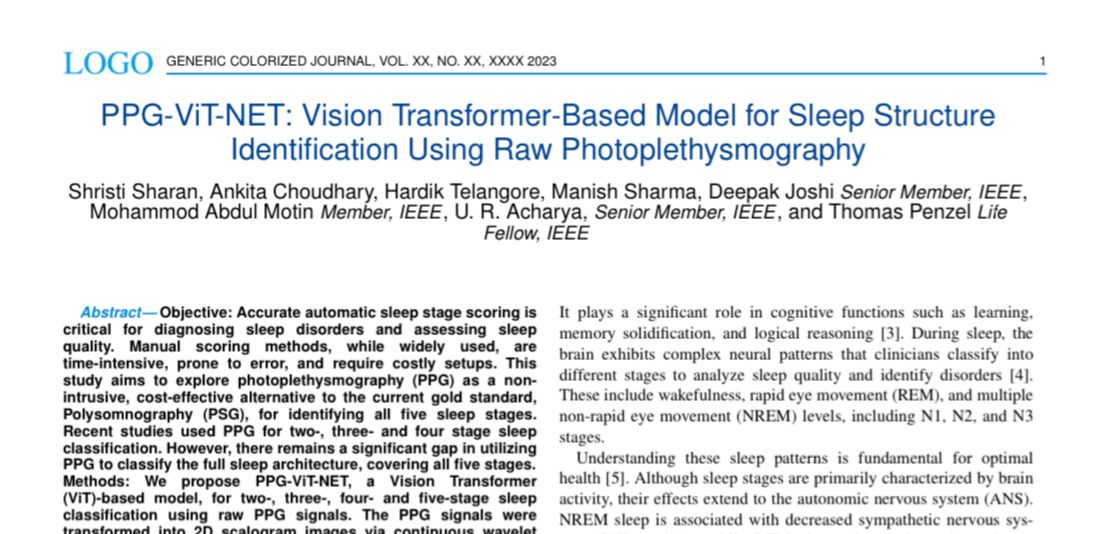 LOGO GENERIC COLORIZED JOURNAL, VOL. XX, NO. XX, XXXX 2023 1
PPG-ViT-NET: Vision Transformer-Based Model for Sleep Structure
Identification Using Raw Photoplethysmography
Shristi Sharan, Ankita Choudhary, Hardik Telangore, Manish Sharma, Deepak Joshi Senior Member, IEEE,
Mohammod Abdul Motin Member, IEEE, U. R. Acharya, Senior Member, IEEE, and Thomas Penzel Life
Fellow, IEEE
Abstract— Objective: Accurate automatic sleep stage scoring is
critical for diagnosing sleep disorders and assessing sleep
quality. Manual scoring methods, while widely used, are
time-intensive, prone to error, and require costly setups. This
study aims to explore photoplethysmography (PPG) as a non-
intrusive, cost-effective alternative to the current gold standard,
Polysomnography (PSG), for identifying all five sleep stages.
Recent studies used PPG for two-, three- and four stage sleep
classification. However, there remains a significant gap in utilizing
PPG to classify the full sleep architecture, covering all five stages.
Methods: We propose PPG-ViT-NET, a Vision Transformer
(ViT)-based model, for two-, three-, four- and five-stage sleep
classification using raw PPG signals. The PPG signals were
transformed into 2D scalogram images via continuous wavelet
It plays a significant role in cognitive functions such as learning,
memory solidification, and logical reasoning [3]. During sleep, the
brain exhibits complex neural patterns that clinicians classify into
different stages to analyze sleep quality and identify disorders [4].
These include wakefulness, rapid eye movement (REM), and multiple
non-rapid eye movement (NREM) levels, including N1, N2, and N3
stages.
Understanding these sleep patterns is fundamental for optimal
health [5]. Although sleep stages are primarily characterized by brain
activity, their effects extend to the autonomic nervous system (ANS).
NREM sleep is associated with decreased sympathetic nervous sys-